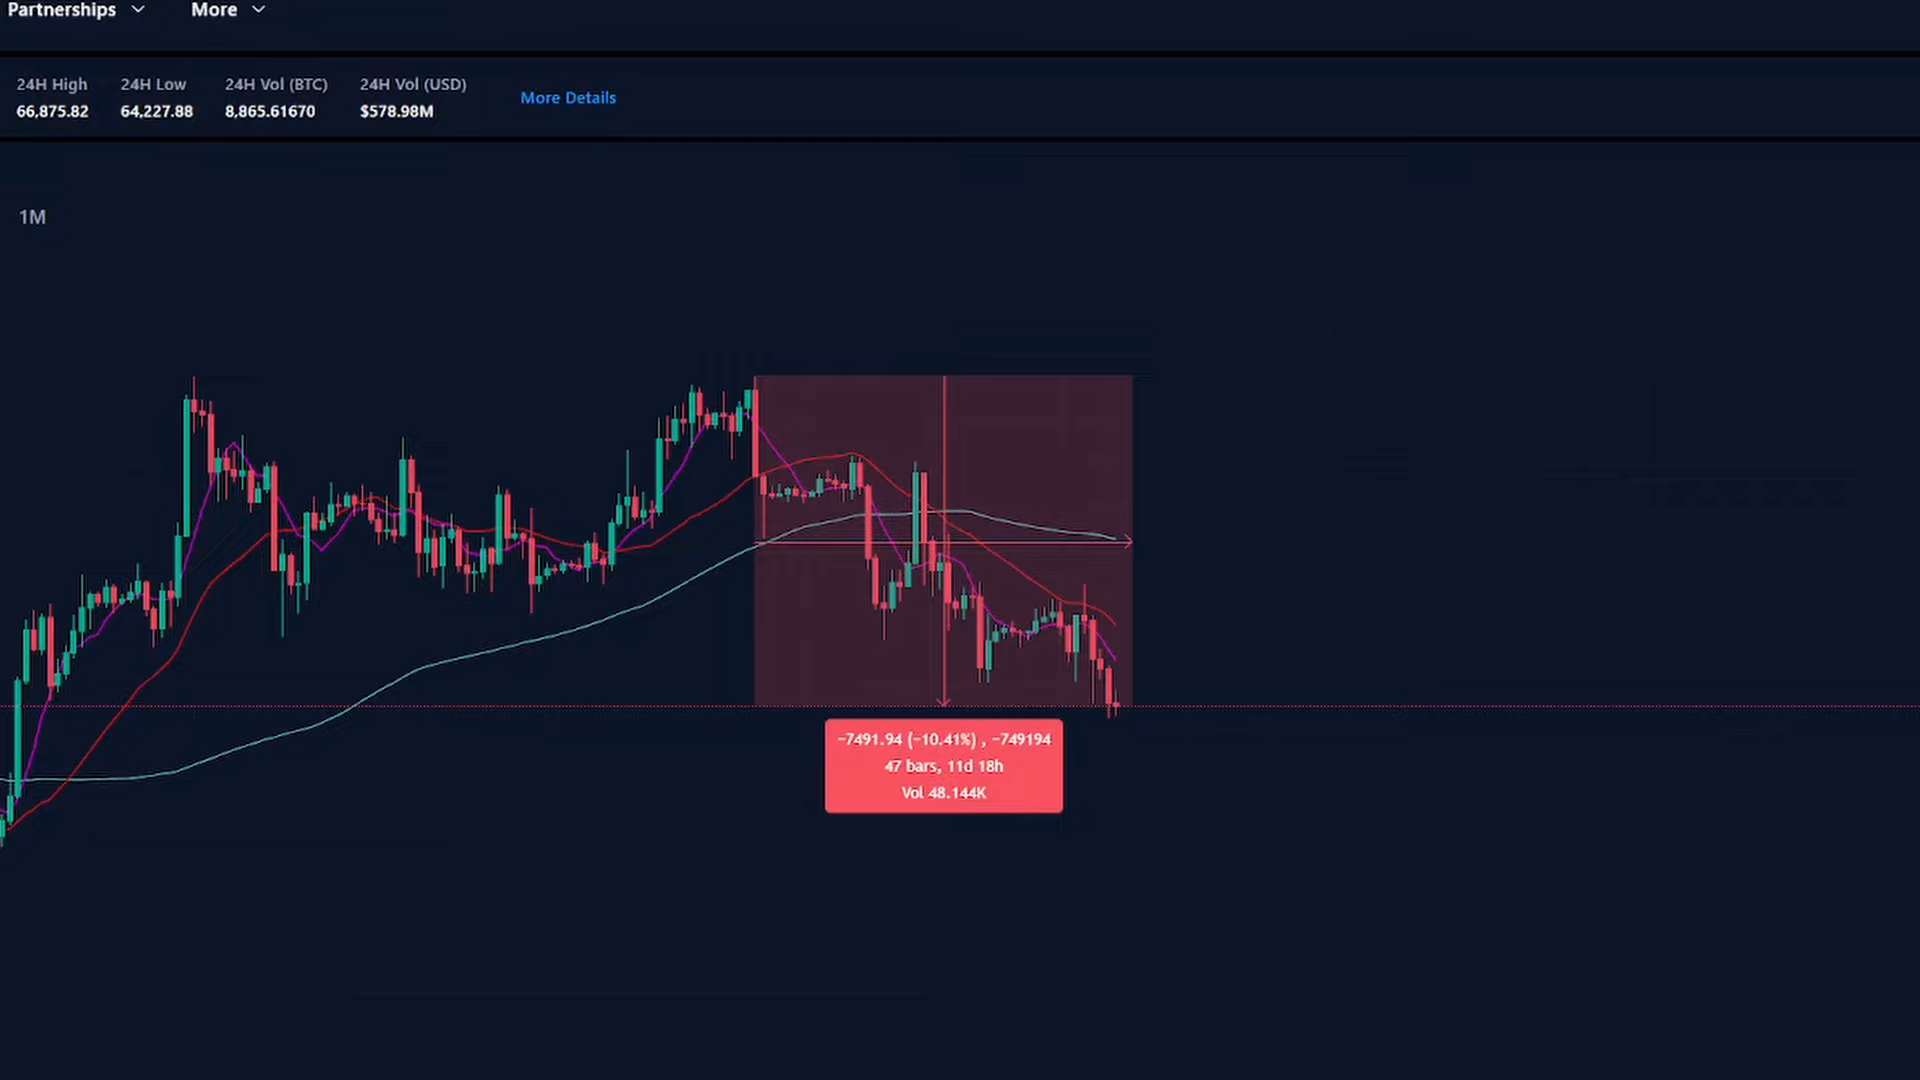 Partnerships More
24H High 24H Low 24H Vol (BTC) 24H Vol (USD)
66,875.82 64,227.88 8,865.61670 $578.98M
More Details
1M
−7491.94 (−10.41%) , −749194
47 bars, 11d 18h
Vol 48.144K